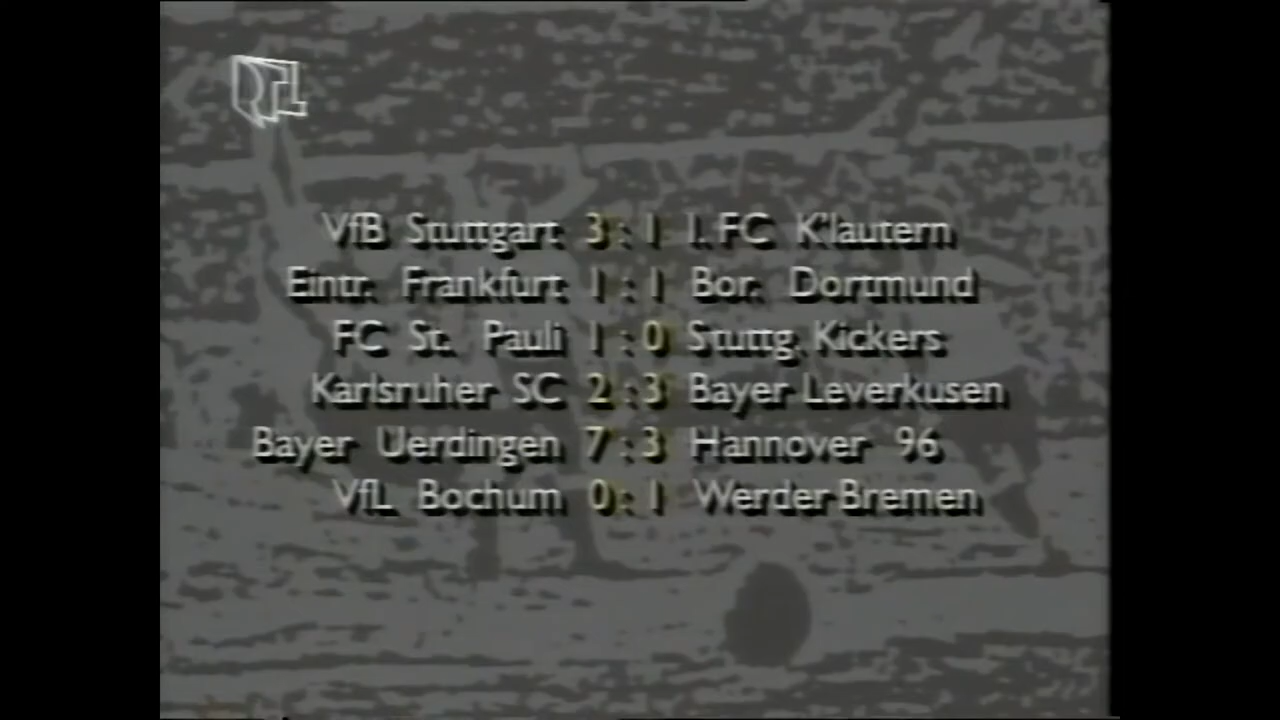 RTL
VfB Stuttgart 3 : 1 1. FC K'lautern
Eintr. Frankfurt 1 : 1 Bor. Dortmund
FC St. Pauli 1 : 0 Stuttg. Kickers
Karlsruher SC 2 : 3 Bayer Leverkusen
Bayer Uerdingen 7 : 3 Hannover 96
VfL Bochum 0 : 1 Werder Bremen